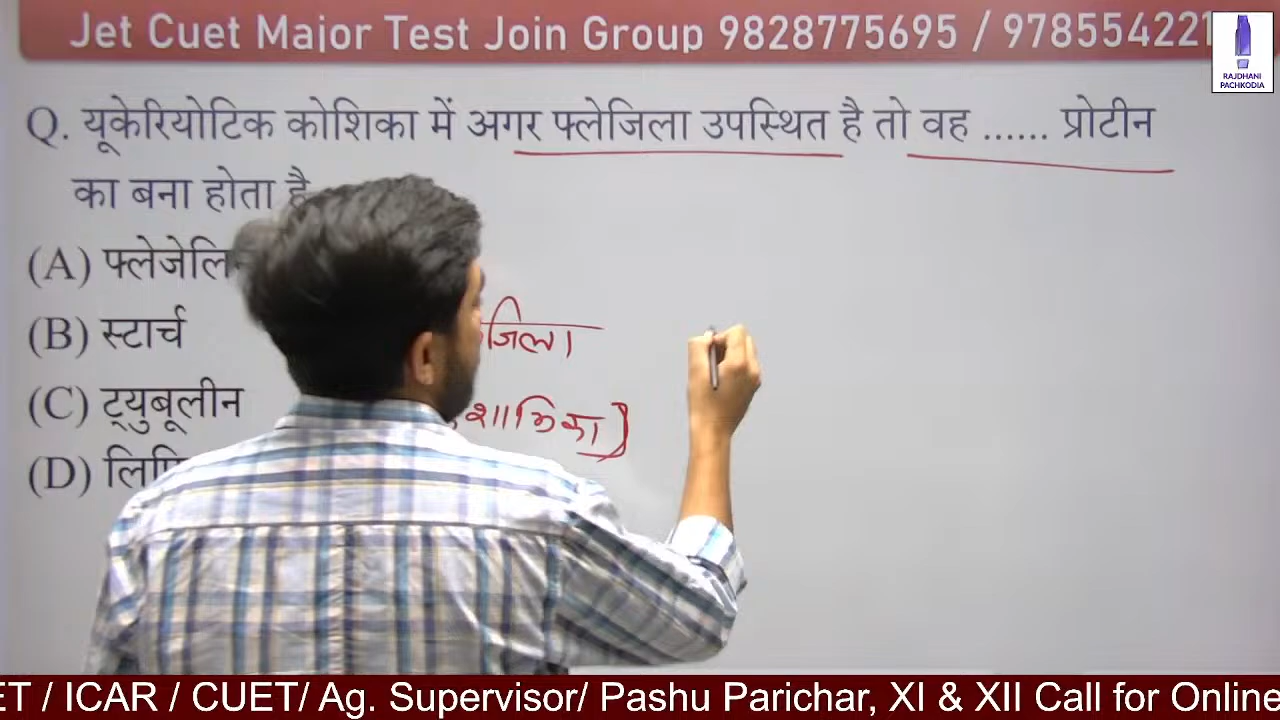 Jet Cuet Major Test Join Group 9828775695 / 978554221
RAJDHANI
PACHKODIA
Q. यूकेरियोटिक कोशिका में अगर फ्लेजिला उपस्थित है तो वह ...... प्रोटीन
का बना होता है
(A)
(B) स्टार्च
(C) ट्युबूलीन
(D)
ET / ICAR / CUET/ Ag. Supervisor/ Pashu Parichar, XI & XII Call for Online